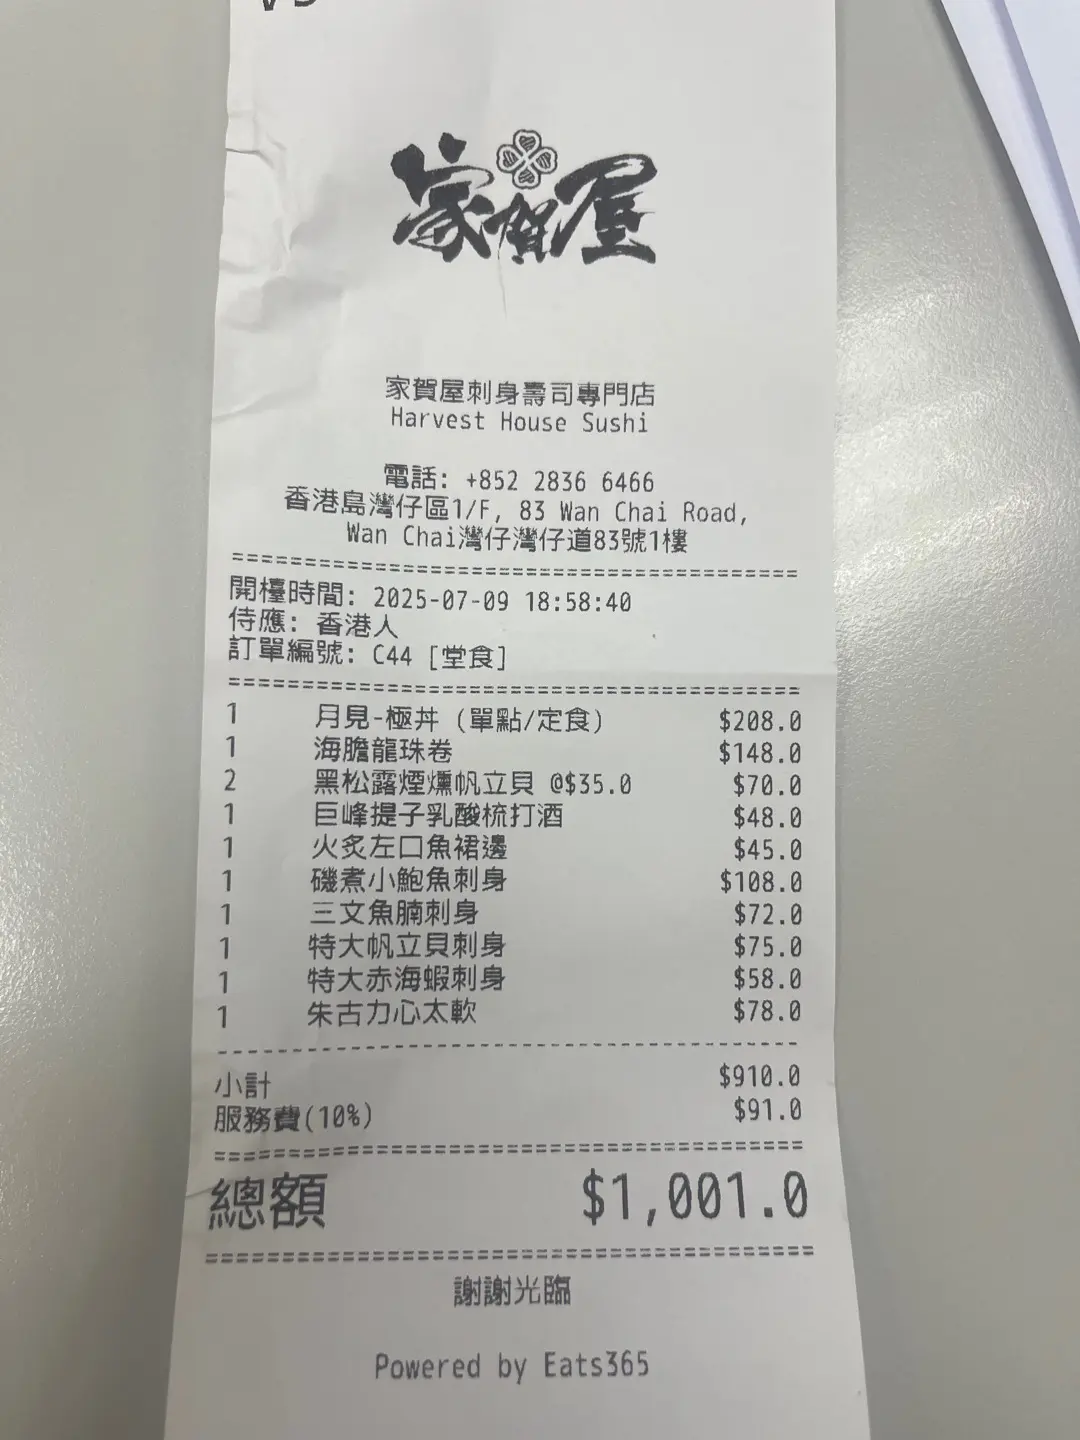 家賀屋
家賀屋刺身壽司專門店
Harvest House Sushi
電話: +852 2836 6466
香港島灣仔區1/F, 83 Wan Chai Road,
Wan Chai灣仔灣仔道83號1樓
開檯時間: 2025-07-09 18:58:40
侍應: 香港人
訂單編號: C44 [堂食]
1 月見-極丼 (單點/定食) $208.0
1 海膽龍珠卷 $148.0
2 黑松露煙燻帆立貝 @$35.0 $70.0
1 巨峰提子乳酸梳打酒 $48.0
1 火炙左口魚裙邊 $45.0
1 磯煮小鮑魚刺身 $108.0
1 三文魚腩刺身 $72.0
1 特大帆立貝刺身 $75.0
1 特大赤海蝦刺身 $58.0
1 朱古力心太軟 $78.0
小計 $910.0
服務費(10%) $91.0
總額 $1,001.0
謝謝光臨
Powered by Eats365